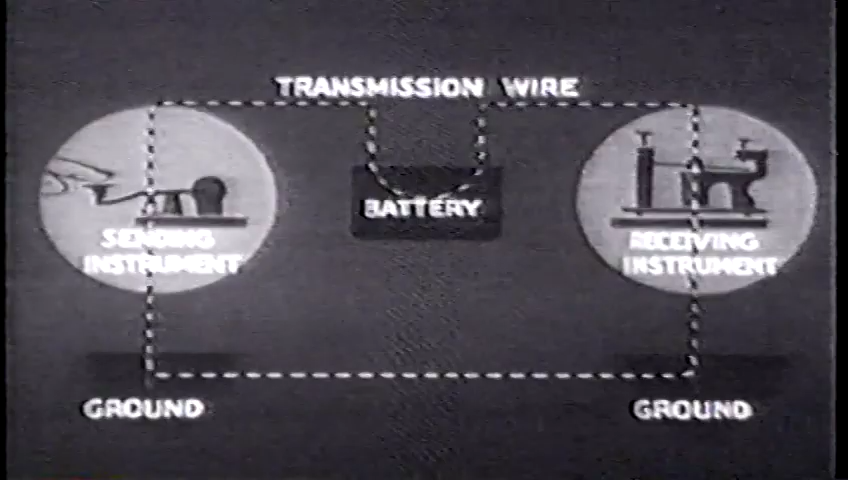 TRANSMISSION WIRE
BATTERY
SENDING
INSTRUMENT
RECEIVING
INSTRUMENT
GROUND
GROUND